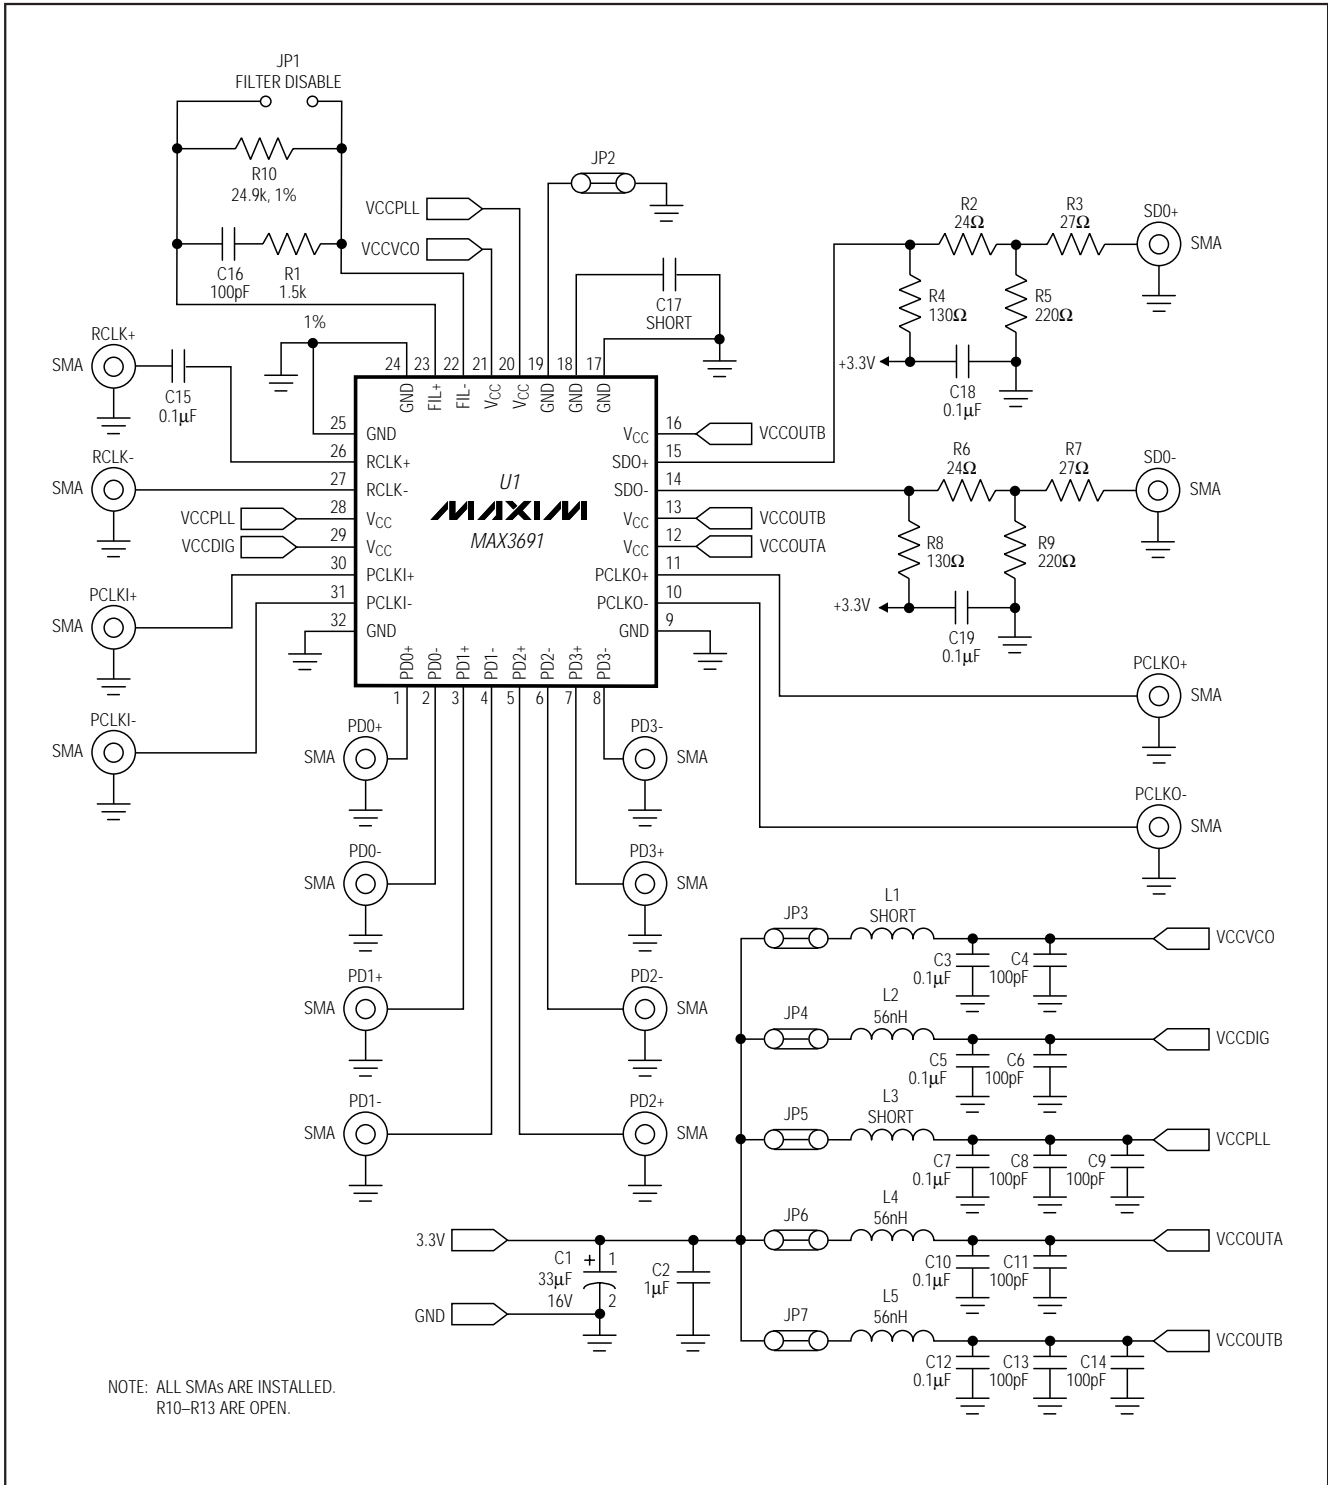 JP1
FILTER DISABLE
R10
24.9k, 1%
C16
100pF
R1
1.5k
1%
VCCPLL
VCCVCO
JP2
C17
SHORT
R2
24Ω
R3
27Ω
SD0+
SMA
R4
130Ω
R5
220Ω
+3.3V
C18
0.1µF
RCLK+
SMA
C15
0.1µF
24 23 22 21 20 19 18 17
GND FIL+ FIL- VCC VCC GND GND GND
25 GND
26 RCLK+
27 RCLK-
28 VCC
29 VCC
30 PCLKI+
31 PCLKI-
32 GND
U1
MAXIM
MAX3691
VCC 16
SDO+ 15
SDO- 14
VCC 13
VCC 12
PCLKO+ 11
PCLKO- 10
GND 9
PD0+ PD0- PD1+ PD1- PD2+ PD2- PD3+ PD3-
1 2 3 4 5 6 7 8
VCCOUTB
VCCOUTB
VCCOUTA
RCLK-
SMA
VCCPLL
VCCDIG
PCLKI+
SMA
PCLKI-
SMA
R6
24Ω
R7
27Ω
SD0-
SMA
R8
130Ω
R9
220Ω
+3.3V
C19
0.1µF
PCLKO+
SMA
PCLKO-
SMA
PD0+
SMA
PD3-
SMA
PD0-
SMA
PD3+
SMA
PD1+
SMA
PD2-
SMA
PD1-
SMA
PD2+
SMA
JP3
L1
SHORT
C3
0.1µF
C4
100pF
VCCVCO
JP4
L2
56nH
C5
0.1µF
C6
100pF
VCCDIG
JP5
L3
SHORT
C7
0.1µF
C8
100pF
C9
100pF
VCCPLL
JP6
L4
56nH
C10
0.1µF
C11
100pF
VCCOUTA
JP7
L5
56nH
C12
0.1µF
C13
100pF
C14
100pF
VCCOUTB
3.3V
C1
33µF
16V
+ 1
2
C2
1µF
GND
NOTE: ALL SMAs ARE INSTALLED.
R10–R13 ARE OPEN.